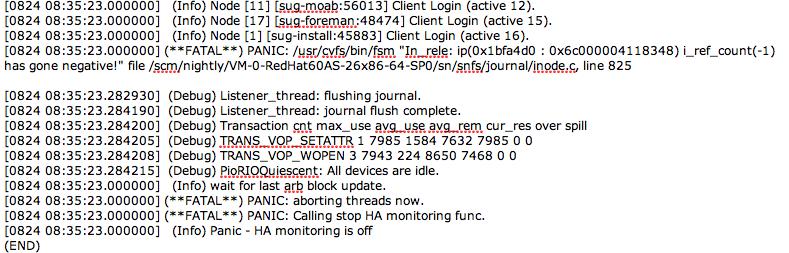 [0824 08:35:23.000000]  (Info) Node [11] [sug-moab:56013] Client Login (active 12).
[0824 08:35:23.000000]  (Info) Node [17] [sug-foreman:48474] Client Login (active 15).
[0824 08:35:23.000000]  (Info) Node [1] [sug-install:45883] Client Login (active 16).
[0824 08:35:23.000000] (**FATAL**) PANIC: /usr/cvfs/bin/fsm "In_rele: ip(0x1bfa4d0 : 0x6c000004118348) i_ref_count(-1)
has gone negative!" file /scm/nightly/VM-0-RedHat60AS-26x86-64-SP0/sn/snfs/journal/inode.c, line 825
[0824 08:35:23.282930]  (Debug) Listener_thread: flushing journal.
[0824 08:35:23.284190]  (Debug) Listener_thread: journal flush complete.
[0824 08:35:23.284200]  (Debug) Transaction cnt max_use avg_use avg_rem cur_res over spill
[0824 08:35:23.284205]  (Debug) TRANS_VOP_SETATTR 1 7985 1584 7632 7985 0 0
[0824 08:35:23.284208]  (Debug) TRANS_VOP_WOPEN 3 7943 224 8650 7468 0 0
[0824 08:35:23.284215]  (Debug) PioRIOQuiescent: All devices are idle.
[0824 08:35:23.000000]   (Info) wait for last arb block update.
[0824 08:35:23.000000] (**FATAL**) PANIC: aborting threads now.
[0824 08:35:23.000000] (**FATAL**) PANIC: Calling stop HA monitoring func.
[0824 08:35:23.000000]   (Info) Panic - HA monitoring is off
(END)